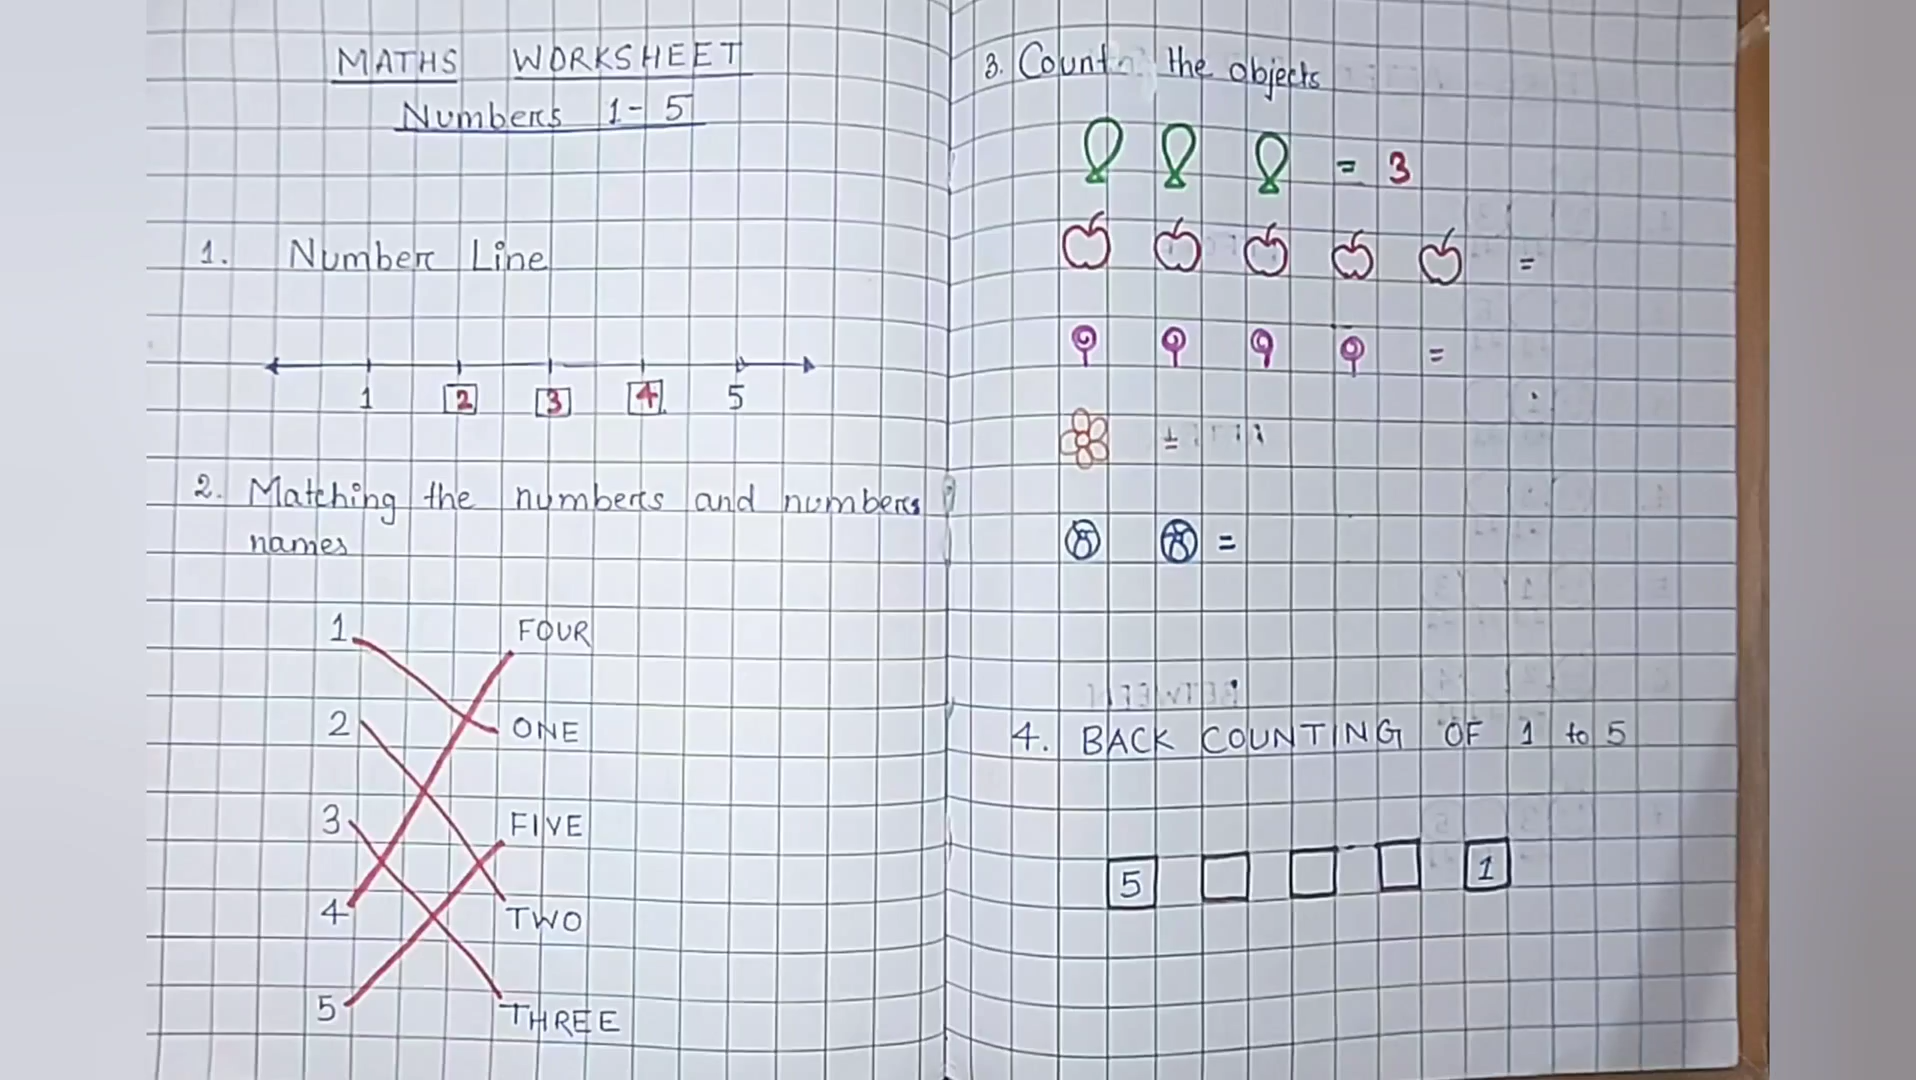 MATHS WORKSHEET
Numbers 1-5
1. Number Line
1 2 3 4 5
2. Matching the numbers and numbers
names
1 FOUR
2 ONE
3 FIVE
4 TWO
5 THREE
3. Count the objects
= 3
=
=
=
=
4. BACK COUNTING OF 1 to 5
5 1